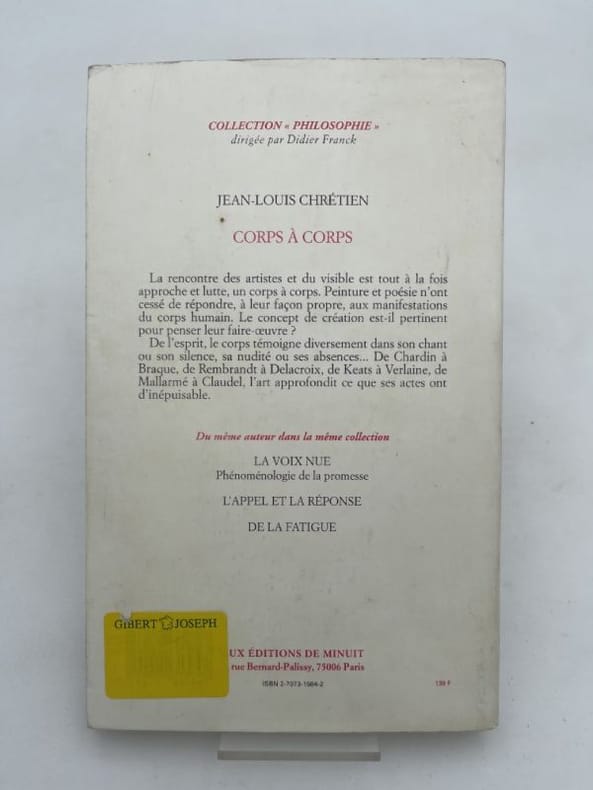 COLLECTION « PHILOSOPHIE »
dirigée par Didier Franck
JEAN-LOUIS CHRÉTIEN
CORPS À CORPS
La rencontre des artistes et du visible est tout à la fois
approche et lutte, un corps à corps. Peinture et poésie n'ont
cessé de répondre, à leur façon propre, aux manifestations
du corps humain. Le concept de création est-il pertinent
pour penser leur faire-œuvre ?
De l'esprit, le corps témoigne diversement dans son chant
ou son silence, sa nudité ou ses absences... De Chardin à
Braque, de Rembrandt à Delacroix, de Keats à Verlaine, de
Mallarmé à Claudel, l'art approfondit ce que ses actes ont
d'inépuisable.
Du même auteur dans la même collection
LA VOIX NUE
Phénoménologie de la promesse
L'APPEL ET LA RÉPONSE
DE LA FATIGUE
GIBERT JOSEPH
UX ÉDITIONS DE MINUIT
rue Bernard-Palissy, 75006 Paris
ISBN 2-7073-1564-2